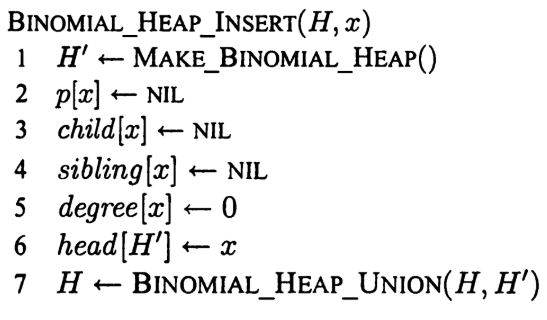 BINOMIAL_HEAP_INSERT(H, x)
1 H′ ← MAKE_BINOMIAL_HEAP()
2 p[x] ← NIL
3 child[x] ← NIL
4 sibling[x] ← NIL
5 degree[x] ← 0
6 head[H′] ← x
7 H ← BINOMIAL_HEAP_UNION(H, H′)